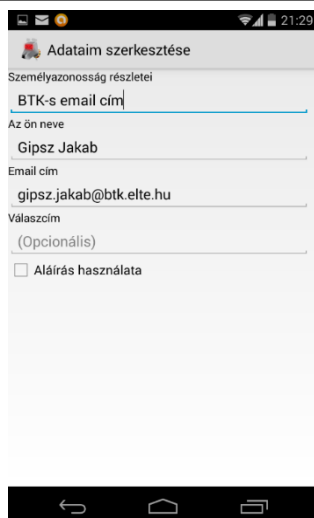 21:29
Adataim szerkesztése
Személyazonosság részletei
BTK-s email cím
Az ön neve
Gipsz Jakab
Email cím
gipsz.jakab@btk.elte.hu
Válaszcím
(Opcionális)
Aláírás használata